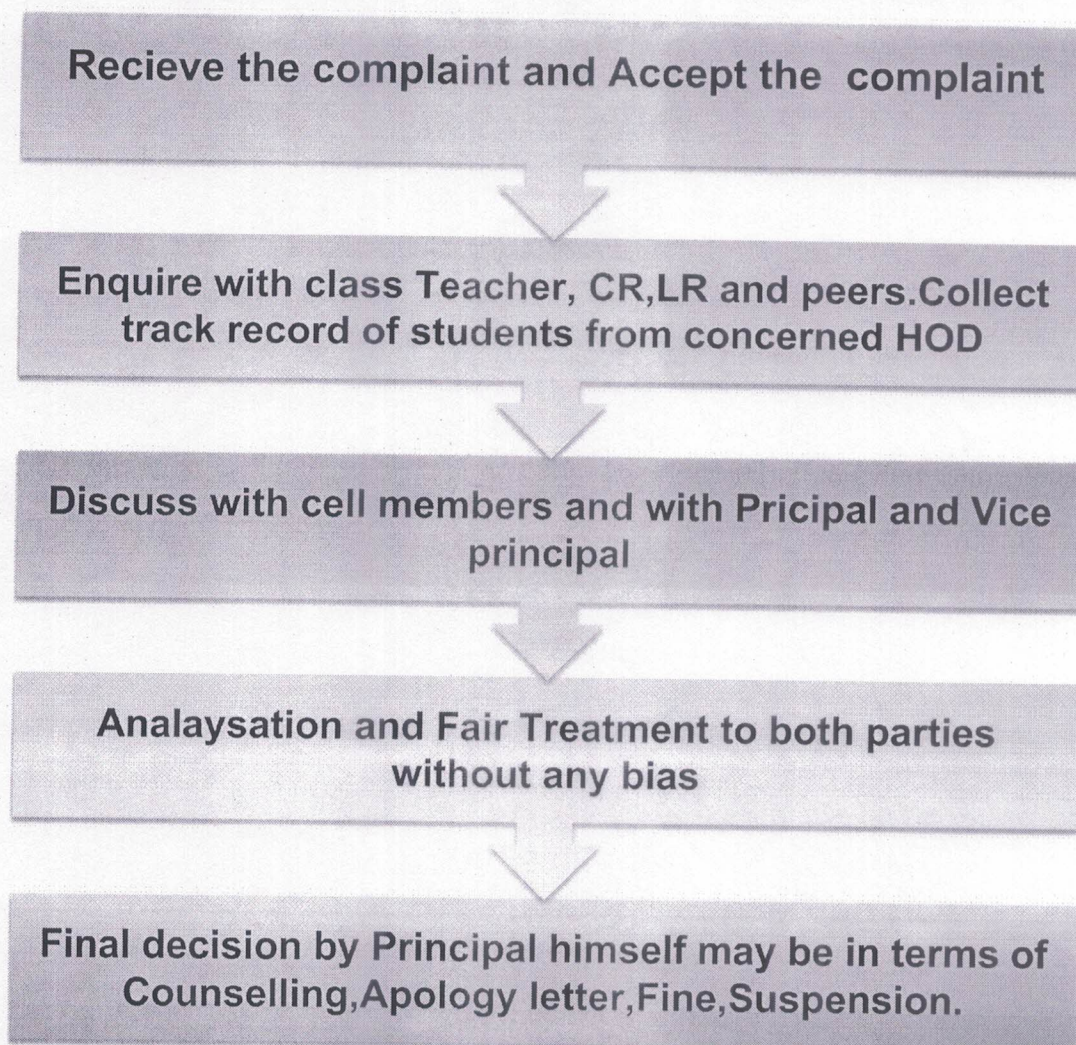 Recieve the complaint and Accept the complaint
Enquire with class Teacher, CR,LR and peers.Collect
track record of students from concerned HOD
Discuss with cell members and with Pricipal and Vice
principal
Analaysation and Fair Treatment to both parties
without any bias
Final decision by Principal himself may be in terms of
Counselling,Apology letter,Fine,Suspension.